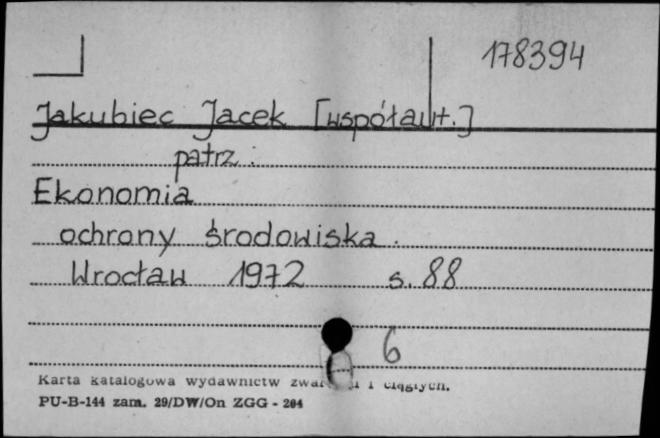 178394
Jakubiec Jacek [współaut.]
patrz:
Ekonomia
ochrony środowiska.
Wrocław 1972 s. 88
6
Karta katalogowa wydawnictw i ciągłych.
PU-B-144 zam. 29/DW/On ZGG - 204